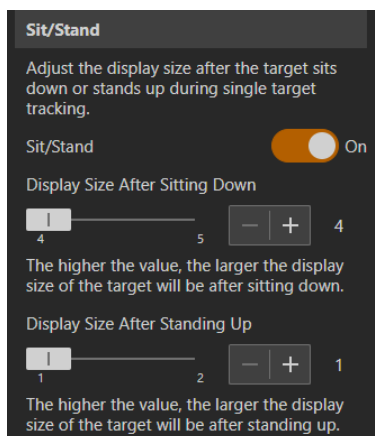 Sit/Stand
Adjust the display size after the target sits
down or stands up during single target
tracking.
Sit/Stand On
Display Size After Sitting Down
4 5 − + 4
The higher the value, the larger the display
size of the target will be after sitting down.
Display Size After Standing Up
1 2 − + 1
The higher the value, the larger the display
size of the target will be after standing up.